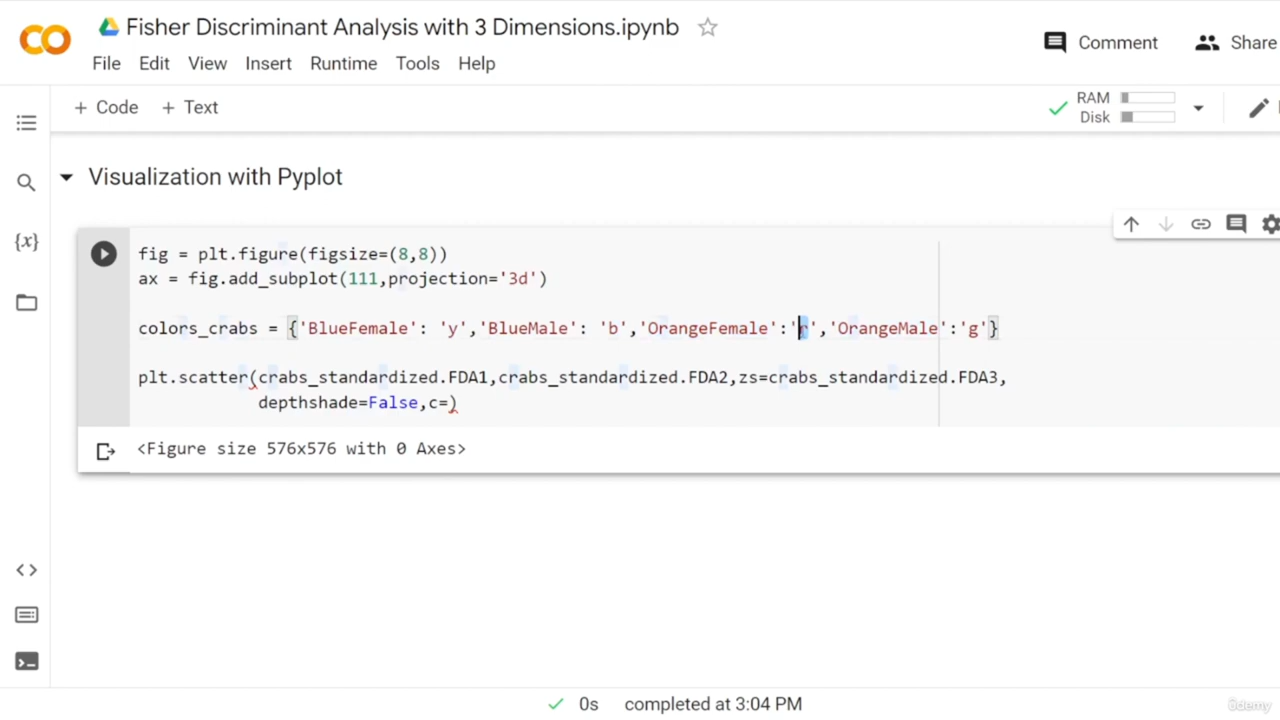 Fisher Discriminant Analysis with 3 Dimensions.ipynb
Comment
Share
File Edit View Insert Runtime Tools Help
+ Code + Text
RAM
Disk
{x}
Visualization with Pyplot
fig = plt.figure(figsize=(8,8))
ax = fig.add_subplot(111,projection='3d')
colors_crabs = {'BlueFemale': 'y','BlueMale': 'b','OrangeFemale':'r','OrangeMale':'g'}
plt.scatter(crabs_standardized.FDA1,crabs_standardized.FDA2,zs=crabs_standardized.FDA3,
depthshade=False,c=)
<Figure size 576x576 with 0 Axes>
0s completed at 3:04 PM
ûdemy